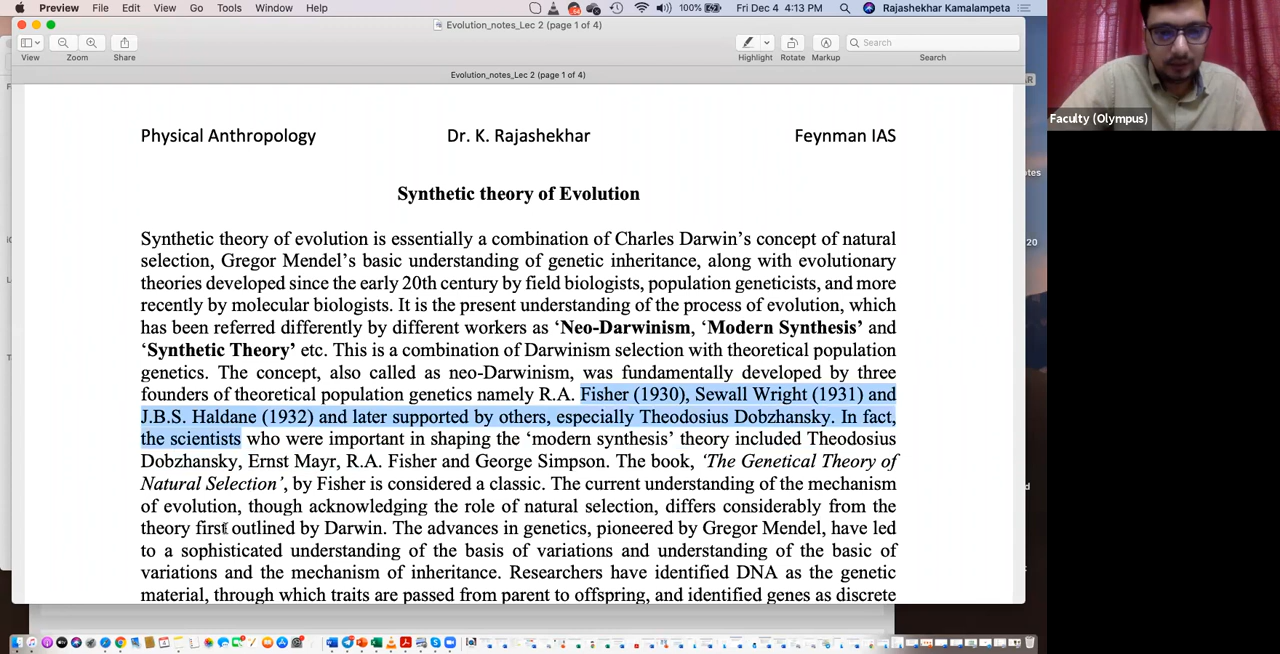 Preview File Edit View Go Tools Window Help 100% Fri Dec 4 4:13 PM Rajashekhar Kamalampeta
Evolution_notes_Lec 2 (page 1 of 4)
Search
View Zoom Share Highlight Rotate Markup Search
Evolution_notes_Lec 2 (page 1 of 4)
Faculty (Olympus)
Physical Anthropology Dr. K. Rajashekhar Feynman IAS
Synthetic theory of Evolution
Synthetic theory of evolution is essentially a combination of Charles Darwin's concept of natural
selection, Gregor Mendel's basic understanding of genetic inheritance, along with evolutionary
theories developed since the early 20th century by field biologists, population geneticists, and more
recently by molecular biologists. It is the present understanding of the process of evolution, which
has been referred differently by different workers as 'Neo-Darwinism, 'Modern Synthesis' and
'Synthetic Theory' etc. This is a combination of Darwinism selection with theoretical population
genetics. The concept, also called as neo-Darwinism, was fundamentally developed by three
founders of theoretical population genetics namely R.A. Fisher (1930), Sewall Wright (1931) and
J.B.S. Haldane (1932) and later supported by others, especially Theodosius Dobzhansky. In fact,
the scientists who were important in shaping the 'modern synthesis' theory included Theodosius
Dobzhansky, Ernst Mayr, R.A. Fisher and George Simpson. The book, 'The Genetical Theory of
Natural Selection', by Fisher is considered a classic. The current understanding of the mechanism
of evolution, though acknowledging the role of natural selection, differs considerably from the
theory first outlined by Darwin. The advances in genetics, pioneered by Gregor Mendel, have led
to a sophisticated understanding of the basis of variations and understanding of the basic of
variations and the mechanism of inheritance. Researchers have identified DNA as the genetic
material, through which traits are passed from parent to offspring, and identified genes as discrete